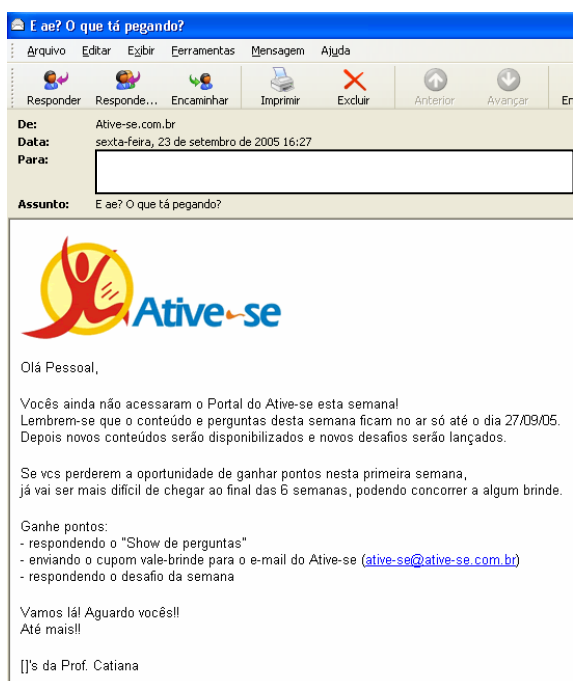 E ae? O que tá pegando?
Arquivo Editar Exibir Ferramentas Mensagem Ajuda
Responder Responde... Encaminhar Imprimir Excluir Anterior Avançar En
De: Ative-se.com.br
Data: sexta-feira, 23 de setembro de 2005 16:27
Para:
Assunto: E ae? O que tá pegando?
Ative-se
Olá Pessoal,
Vocês ainda não acessaram o Portal do Ative-se esta semana!
Lembrem-se que o conteúdo e perguntas desta semana ficam no ar só até o dia 27/09/05.
Depois novos conteúdos serão disponibilizados e novos desafios serão lançados.
Se vcs perderem a oportunidade de ganhar pontos nesta primeira semana,
já vai ser mais difícil de chegar ao final das 6 semanas, podendo concorrer a algum brinde.
Ganhe pontos:
- respondendo o "Show de perguntas"
- enviando o cupom vale-brinde para o e-mail do Ative-se (ative-se@ative-se.com.br)
- respondendo o desafio da semana
Vamos lá! Aguardo vocês!!
Até mais!!
[]'s da Prof. Catiana